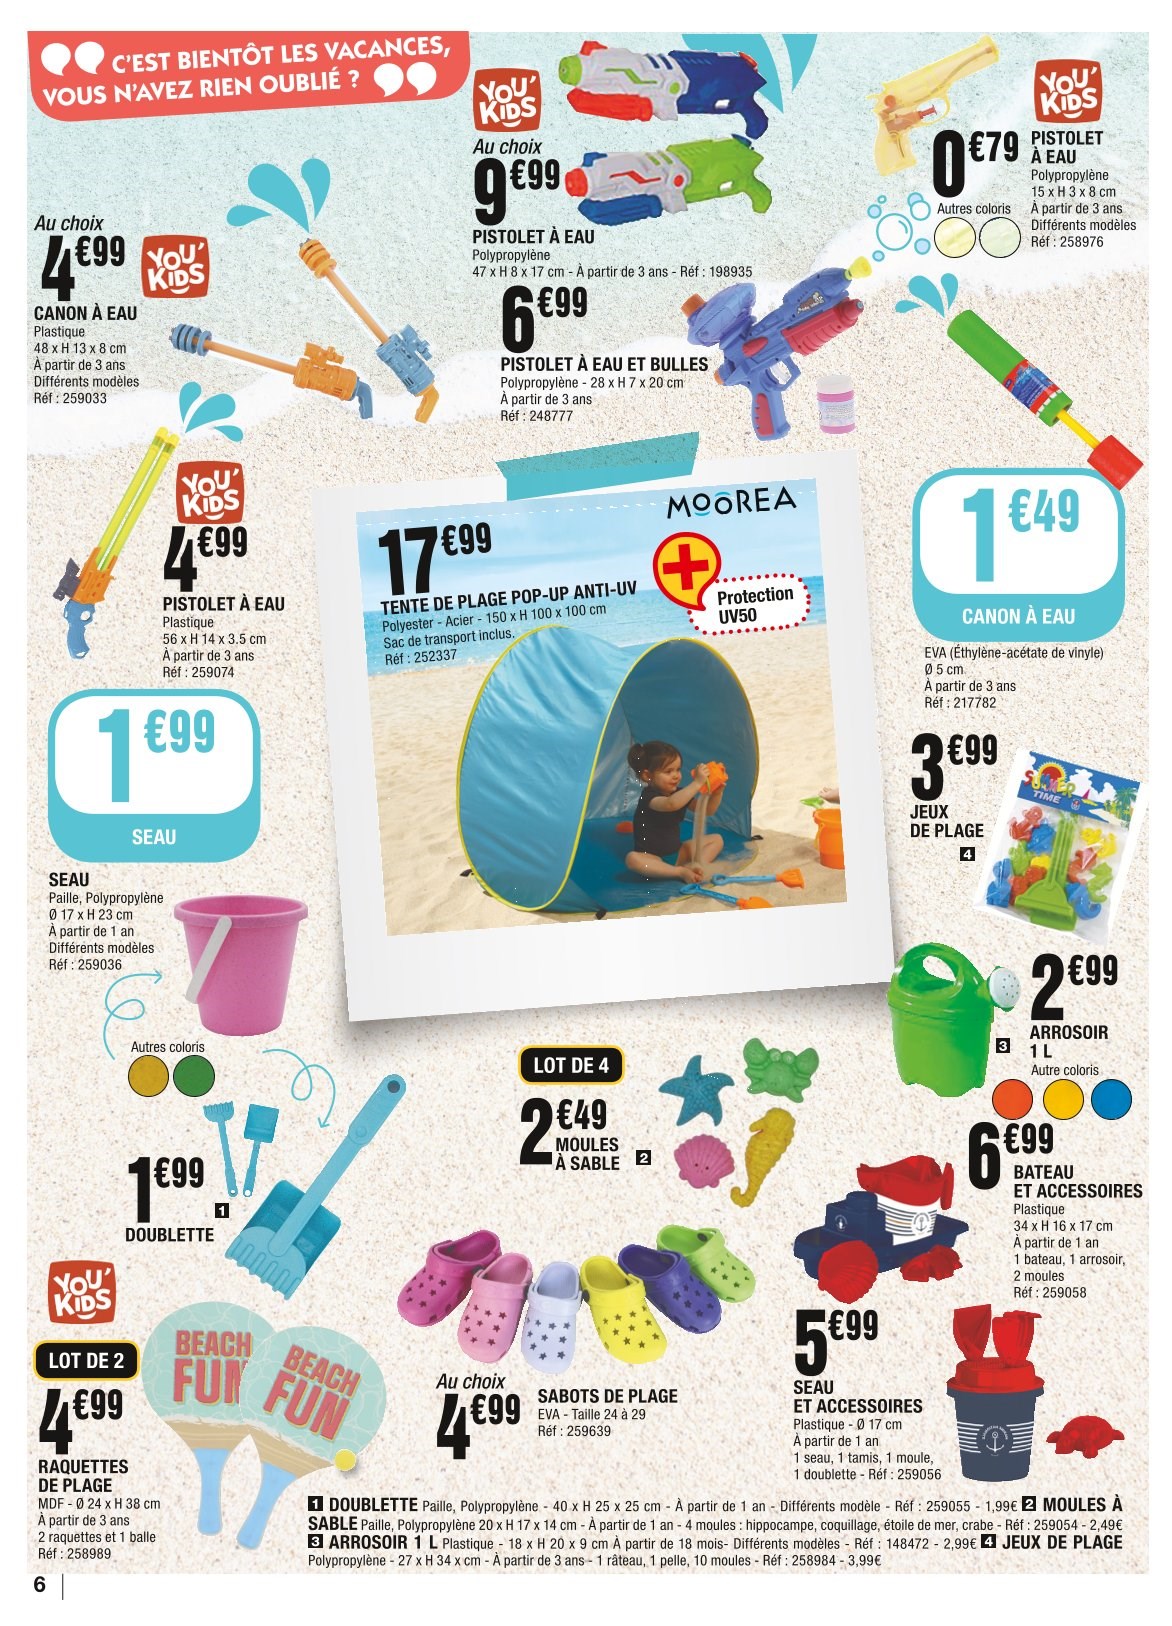 C'EST BIENTÔT LES VACANCES,
VOUS N'AVEZ RIEN OUBLIÉ ?
YOU'
KIDS
Au choix
9€99
PISTOLET À EAU
Polypropylène
47 x H 8 x 17 cm - À partir de 3 ans - Réf : 198935
YOU'
KIDS
0€79
PISTOLET
À EAU
Polypropylène
15 x H 3 x 8 cm
À partir de 3 ans
Différents modèles
Réf : 258976
Autres coloris
Au choix
4€99
YOU'
KIDS
CANON À EAU
Plastique
48 x H 13 x 8 cm
À partir de 3 ans
Différents modèles
Réf : 259033
6€99
PISTOLET À EAU ET BULLES
Polypropylène - 28 x H 7 x 20 cm
À partir de 3 ans
Réf : 248777
YOU'
KIDS
4€99
PISTOLET À EAU
Plastique
56 x H 14 x 3.5 cm
À partir de 3 ans
Réf : 259074
MOOREA
17€99
TENTE DE PLAGE POP-UP ANTI-UV
Polyester - Acier - 150 x H 100 x 100 cm
Sac de transport inclus.
Réf : 252337
+
Protection
UV50
1€49
CANON À EAU
EVA (Éthylène-acétate de vinyle)
Ø 5 cm
À partir de 3 ans
Réf : 217782
1€99
SEAU
SEAU
Paille, Polypropylène
Ø 17 x H 23 cm
À partir de 1 an
Différents modèles
Réf : 259036
Autres coloris
3€99
JEUX
DE PLAGE
4
SUMMER
TIME
2€99
ARROSOIR
1 L
3
Autre coloris
LOT DE 4
2€49
MOULES
À SABLE
2
1€99
DOUBLETTE
1
6€99
BATEAU
ET ACCESSOIRES
Plastique
34 x H 16 x 17 cm
À partir de 1 an
1 bateau, 1 arrosoir,
2 moules
Réf : 259058
YOU'
KIDS
LOT DE 2
4€99
RAQUETTES
DE PLAGE
MDF - Ø 24 x H 38 cm
À partir de 3 ans
2 raquettes et 1 balle
Réf : 258989
BEACH
FUN
BEACH
FUN
Au choix
4€99
SABOTS DE PLAGE
EVA - Taille 24 à 29
Réf : 259639
5€99
SEAU
ET ACCESSOIRES
Plastique - Ø 17 cm
À partir de 1 an
1 seau, 1 tamis, 1 moule,
1 doublette - Réf : 259056
1 DOUBLETTE Paille, Polypropylène - 40 x H 25 x 25 cm - À partir de 1 an - Différents modèle - Réf : 259055 - 1,99€ 2 MOULES À
SABLE Paille, Polypropylène 20 x H 17 x 14 cm - À partir de 1 an - 4 moules : hippocampe, coquillage, étoile de mer, crabe - Réf : 259054 - 2,49€
3 ARROSOIR 1 L Plastique - 18 x H 20 x 9 cm À partir de 18 mois- Différents modèles - Réf : 148472 - 2,99€ 4 JEUX DE PLAGE
Polypropylène - 27 x H 34 x cm - À partir de 3 ans - 1 râteau, 1 pelle, 10 moules - Réf : 258984 - 3,99€
6